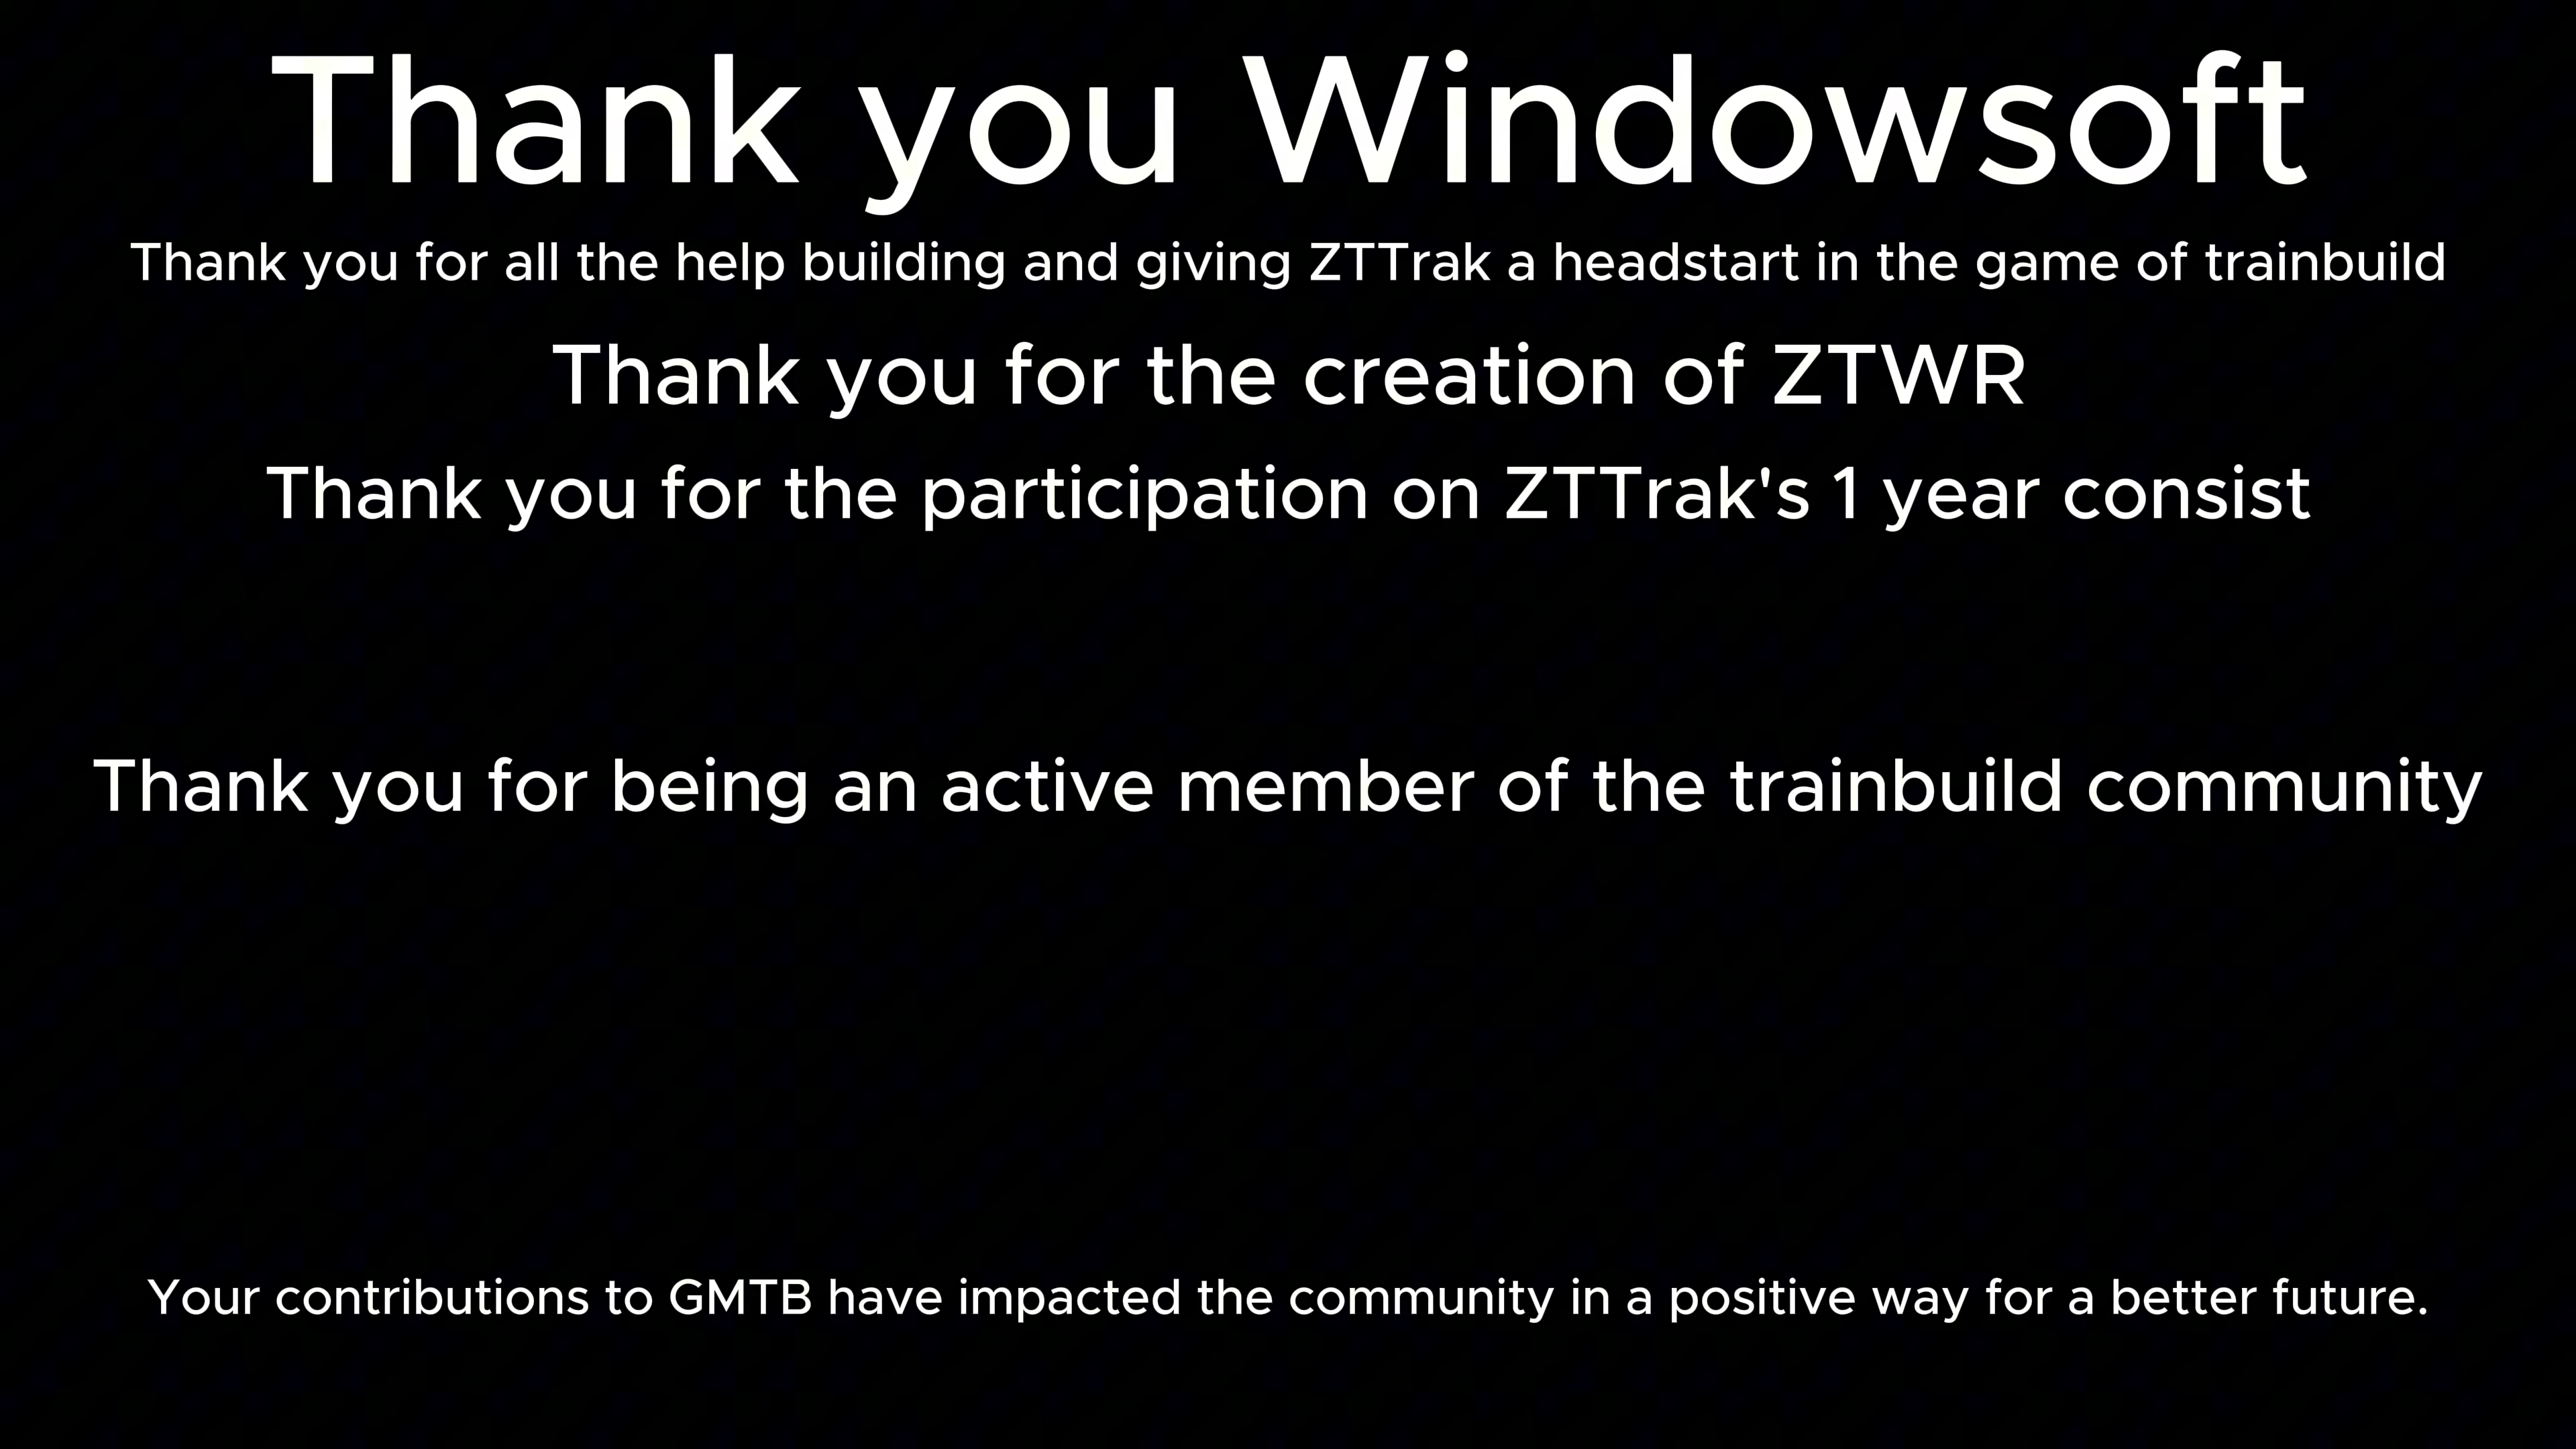 Thank you Windowsoft
Thank you for all the help building and giving ZTTrak a headstart in the game of trainbuild
Thank you for the creation of ZTWR
Thank you for the participation on ZTTrak's 1 year consist
Thank you for being an active member of the trainbuild community
Your contributions to GMTB have impacted the community in a positive way for a better future.